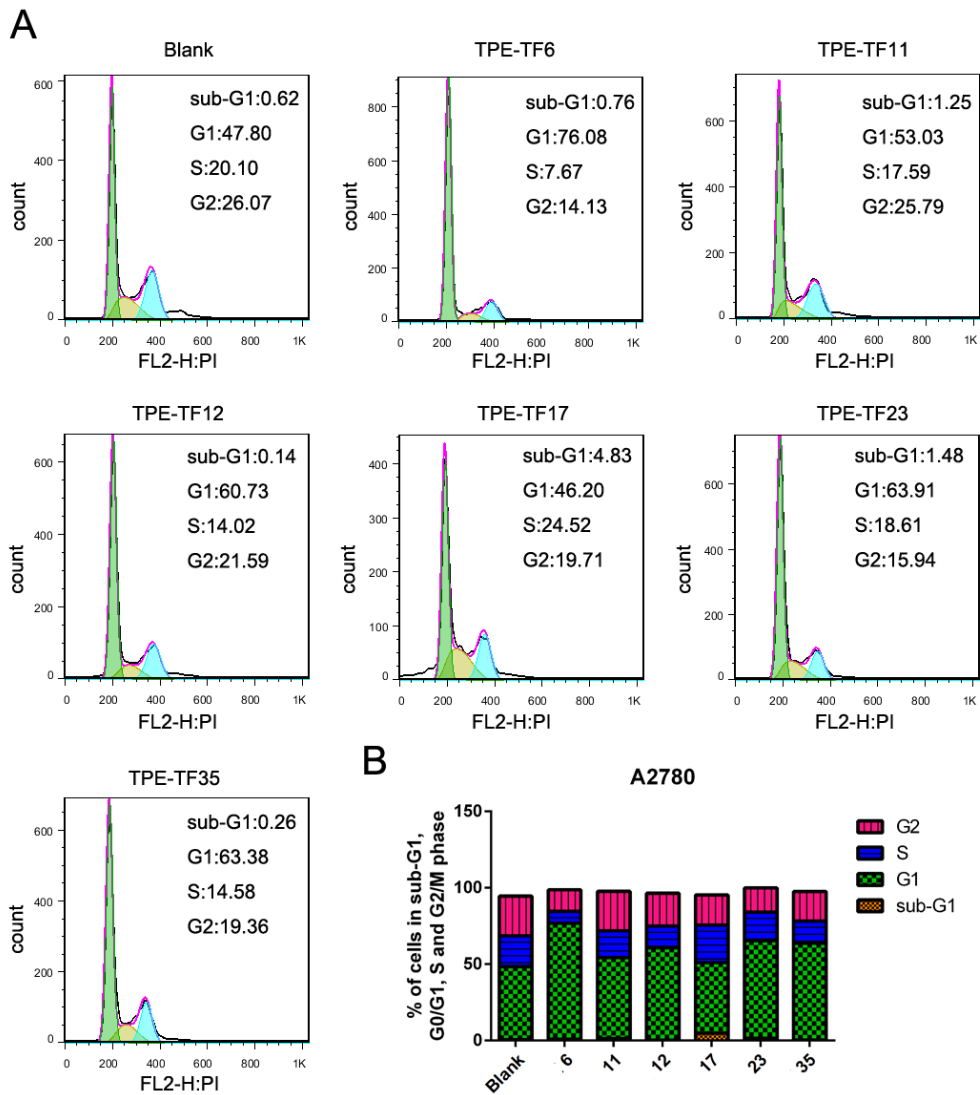 A
Blank
600
400
200
0
count
sub-G1:0.62
G1:47.80
S:20.10
G2:26.07
0 200 400 600 800 1K
FL2-H:PI
TPE-TF6
800
600
400
200
0
count
sub-G1:0.76
G1:76.08
S:7.67
G2:14.13
0 200 400 600 800 1K
FL2-H:PI
TPE-TF11
600
400
200
0
count
sub-G1:1.25
G1:53.03
S:17.59
G2:25.79
0 200 400 600 800 1K
FL2-H:PI
TPE-TF12
600
400
200
0
count
sub-G1:0.14
G1:60.73
S:14.02
G2:21.59
0 200 400 600 800 1K
FL2-H:PI
TPE-TF17
400
300
200
100
0
count
sub-G1:4.83
G1:46.20
S:24.52
G2:19.71
0 200 400 600 800 1K
FL2-H:PI
TPE-TF23
600
400
200
0
count
sub-G1:1.48
G1:63.91
S:18.61
G2:15.94
0 200 400 600 800 1K
FL2-H:PI
TPE-TF35
600
400
200
0
count
sub-G1:0.26
G1:63.38
S:14.58
G2:19.36
0 200 400 600 800 1K
FL2-H:PI
B
A2780
% of cells in sub-G1,
G0/G1, S and G2/M phase
150
100
50
0
Blank 6 11 12 17 23 35
G2
S
G1
sub-G1